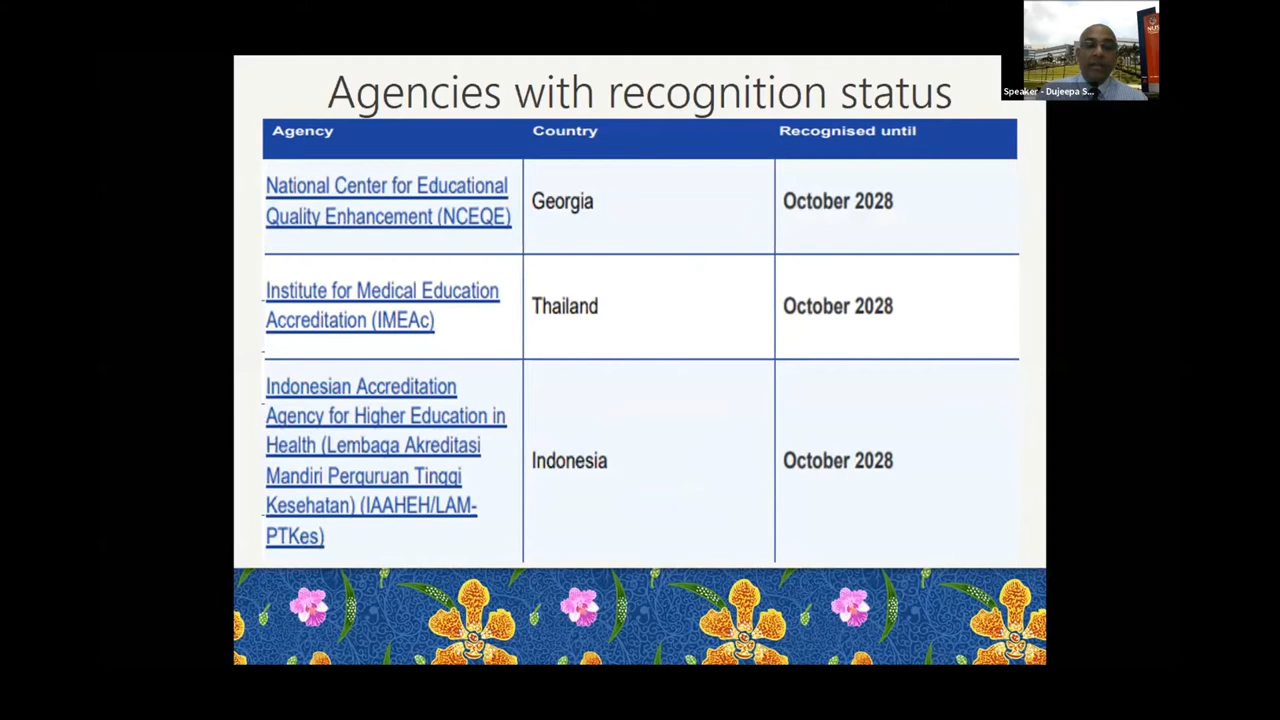 Agencies with recognition status
Speaker - Dujeepa S...
NUS
Agency Country Recognised until
National Center for Educational
Quality Enhancement (NCEQE)
Georgia
October 2028
Institute for Medical Education
Accreditation (IMEAc)
Thailand
October 2028
Indonesian Accreditation
Agency for Higher Education in
Health (Lembaga Akreditasi
Mandiri Perguruan Tinggi
Kesehatan) (IAAHEH/LAM-
PTKes)
Indonesia
October 2028